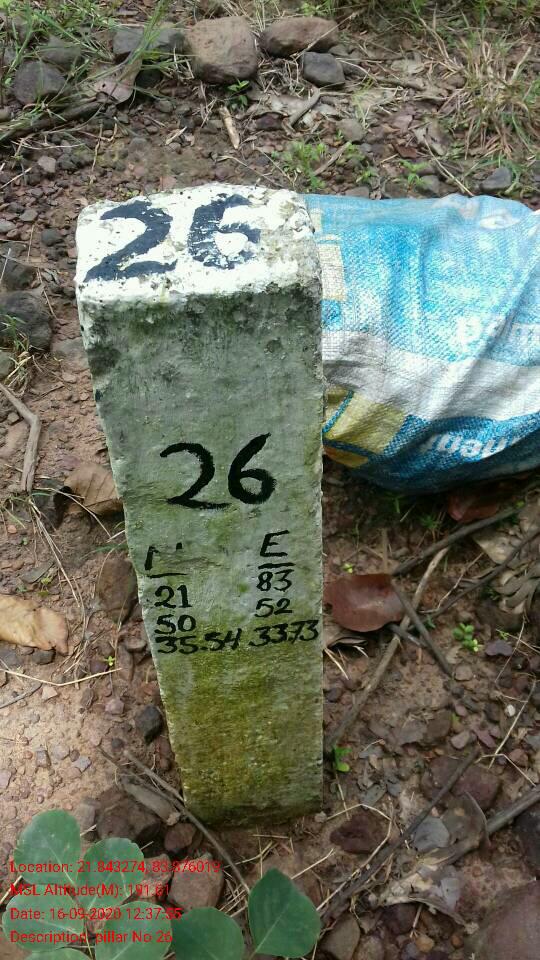 26
26
N E
21 83
50 52
35.54 33.73
Location: 21.843274, 83.876019
MSL Altitude(M): 191.61
Date: 16-09-2020 12:37:35
Description: pillar No 26